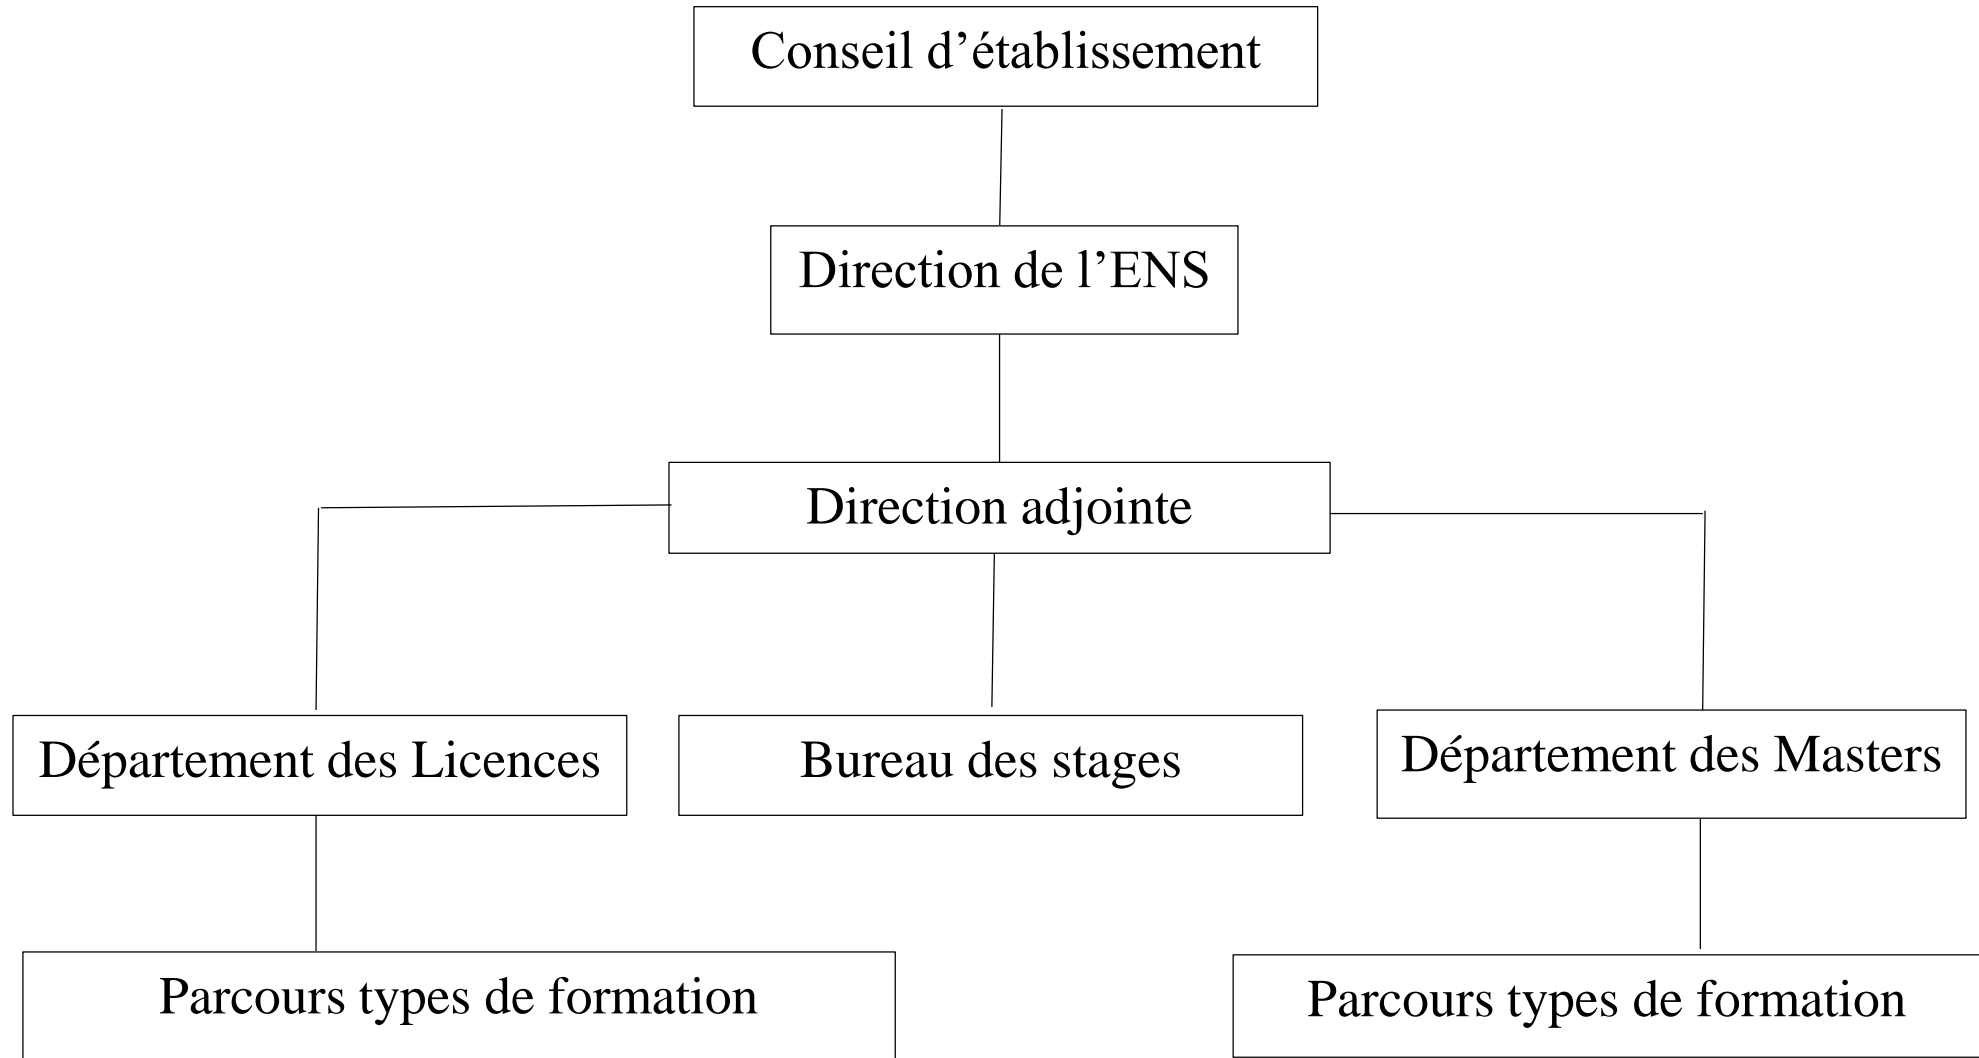 Conseil d’établissement
Direction de l’ENS
Direction adjointe
Département des Licences
Bureau des stages
Département des Masters
Parcours types de formation
Parcours types de formation